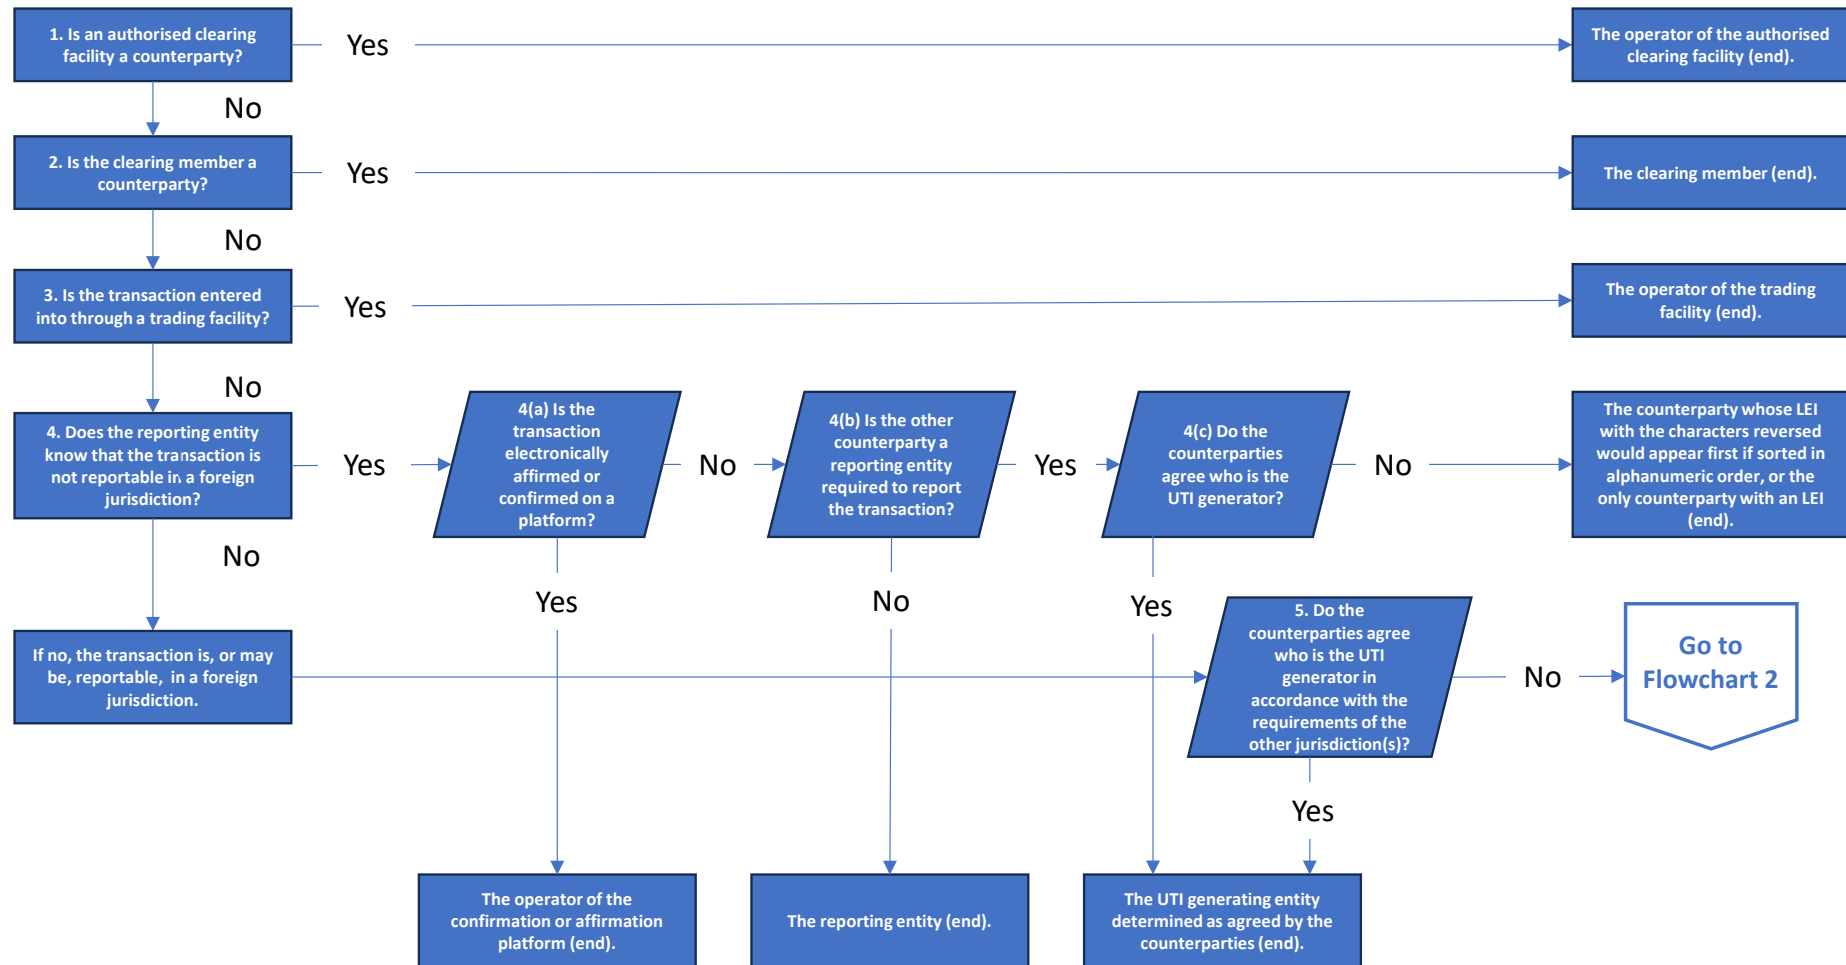 1. Is an authorised clearing
facility a counterparty?
Yes
The operator of the authorised
clearing facility (end).
No
2. Is the clearing member a
counterparty?
Yes
The clearing member (end).
No
3. Is the transaction entered
into through a trading facility?
Yes
The operator of the trading
facility (end).
No
4. Does the reporting entity
know that the transaction is
not reportable in a foreign
jurisdiction?
Yes
4(a) Is the
transaction
electronically
affirmed or
confirmed on a
platform?
No
4(b) Is the other
counterparty a
reporting entity
required to report
the transaction?
Yes
4(c) Do the
counterparties
agree who is the
UTI generator?
No
The counterparty whose LEI
with the characters reversed
would appear first if sorted in
alphanumeric order, or the
only counterparty with an LEI
(end).
No
Yes
No
Yes
If no, the transaction is, or may
be, reportable, in a foreign
jurisdiction.
5. Do the
counterparties agree
who is the UTI
generator in
accordance with the
requirements of the
other jurisdiction(s)?
No
Go to
Flowchart 2
Yes
The operator of the
confirmation or affirmation
platform (end).
The reporting entity (end).
The UTI generating entity
determined as agreed by the
counterparties (end).